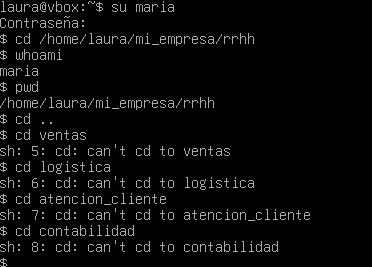 laura@vbox:~$ su maria
Contraseña:
$ cd /home/laura/mi_empresa/rrhh
$ whoami
maria
$ pwd
/home/laura/mi_empresa/rrhh
$ cd ..
$ cd ventas
sh: 5: cd: can't cd to ventas
$ cd logistica
sh: 6: cd: can't cd to logistica
$ cd atencion_cliente
sh: 7: cd: can't cd to atencion_cliente
$ cd contabilidad
sh: 8: cd: can't cd to contabilidad
$